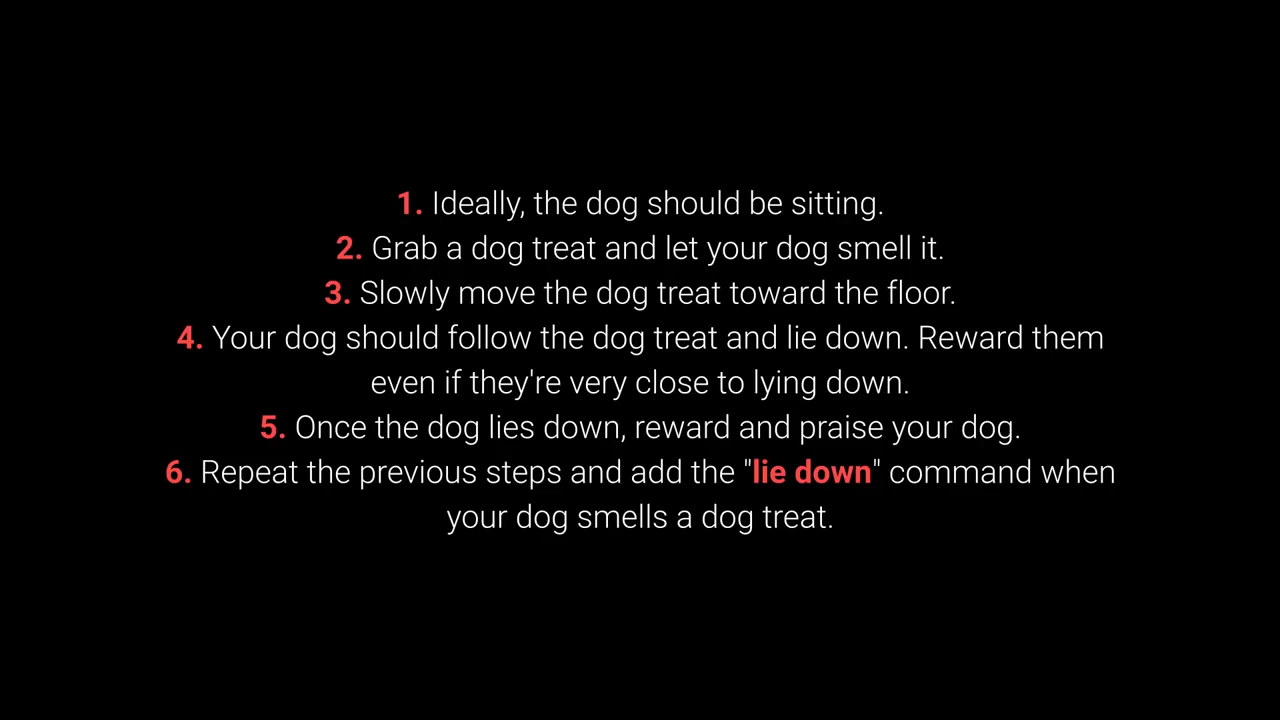 1. Ideally, the dog should be sitting.
2. Grab a dog treat and let your dog smell it.
3. Slowly move the dog treat toward the floor.
4. Your dog should follow the dog treat and lie down. Reward them
even if they're very close to lying down.
5. Once the dog lies down, reward and praise your dog.
6. Repeat the previous steps and add the "lie down" command when
your dog smells a dog treat.